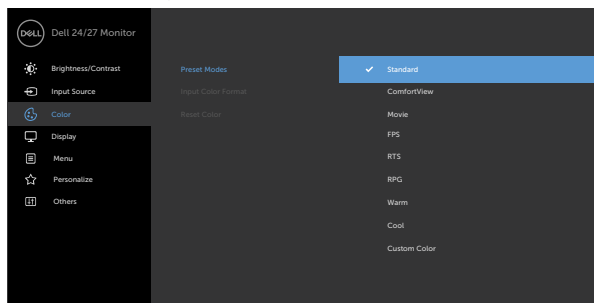 DELL Dell 24/27 Monitor
Brightness/Contrast
Input Source
Color
Display
Menu
Personalize
Others
Preset Modes
Input Color Format
Reset Color
Standard
ComfortView
Movie
FPS
RTS
RPG
Warm
Cool
Custom Color